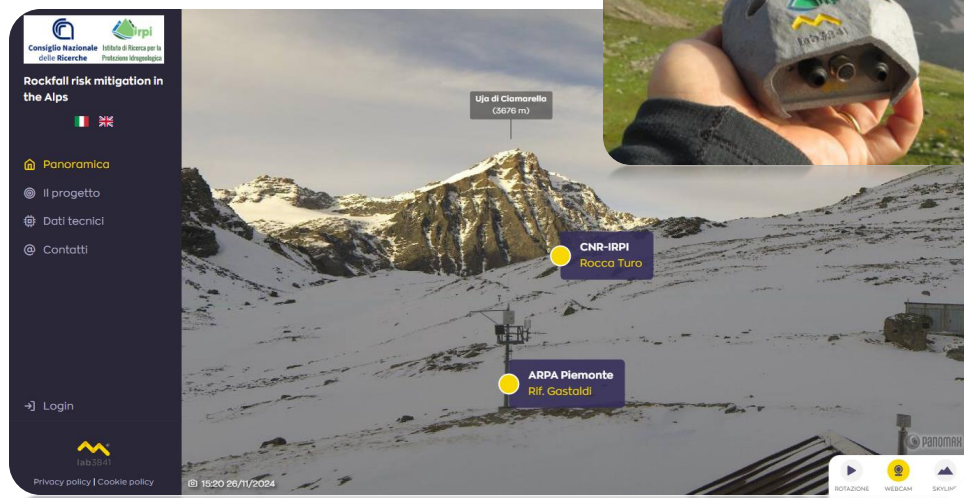 irpi
Consiglio Nazionale
delle Ricerche
Istituto di Ricerca per la
Protezione Idrogeologica
Rockfall risk mitigation in
the Alps
Panoramica
Il progetto
Dati tecnici
Contatti
Login
lab3841
Privacy policy | Cookie policy
Uja di Ciamarella
(3676 m)
CNR-IRPI
Rocca Turo
ARPA Piemonte
Rif. Gastaldi
15:20 26/11/2024
irpi
lab3841
PANOMAX
ROTAZIONE
WEBCAM
SKYLINE